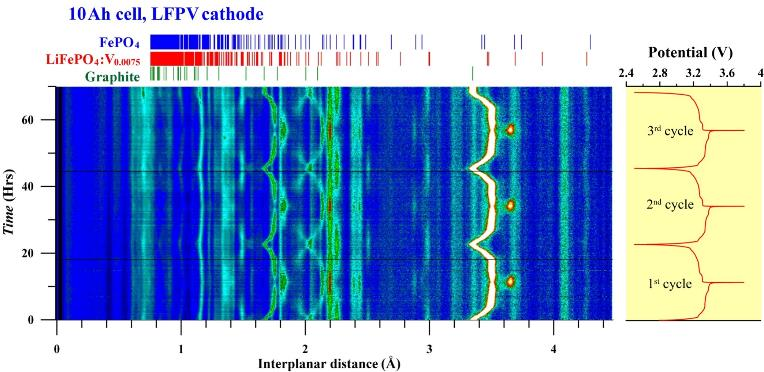 10Ah cell, LFPV cathode
FePO₄
LiFePO₄:V₀.₀₀₇₅
Graphite
Potential (V)
2.4 2.8 3.2 3.6 4
60
40
20
0
Time (Hrs)
0 1 2 3 4
Interplanar distance (Å)
3rd cycle
2nd cycle
1st cycle